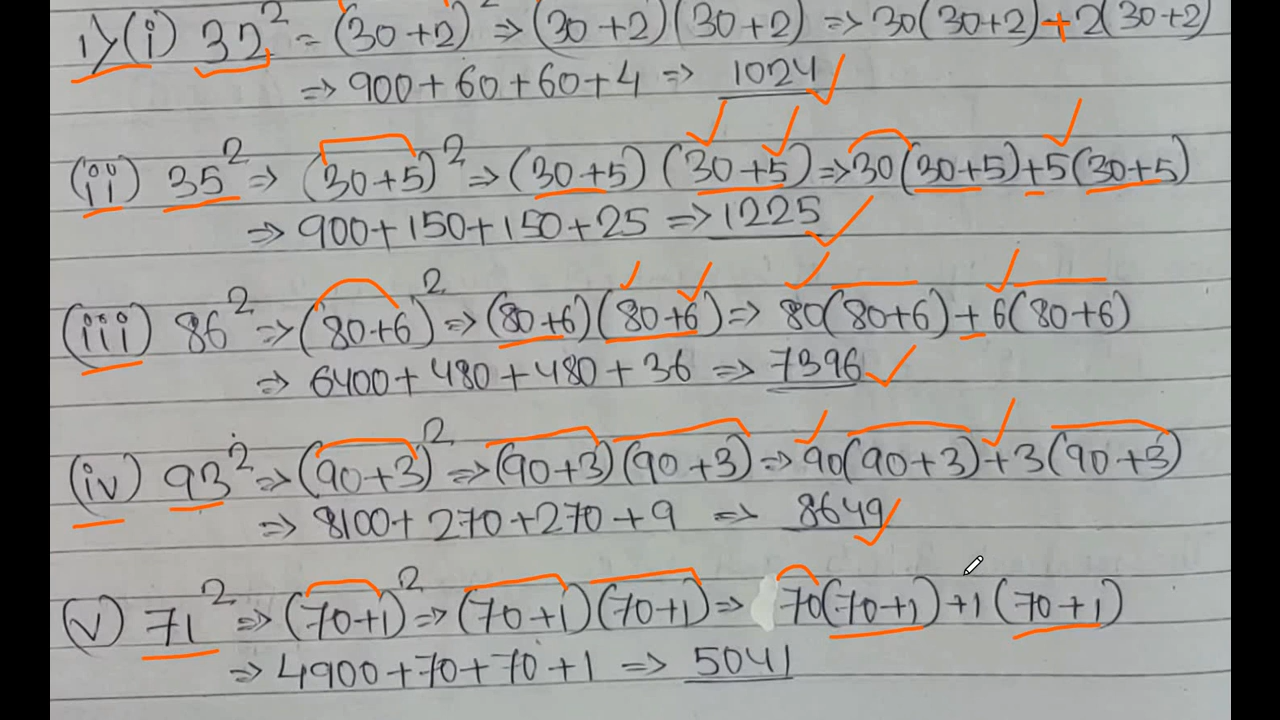 1) (i) 32² = (30+2)² => (30+2)(30+2) => 30(30+2)+2(30+2)
=> 900+60+60+4 => 1024
(ii) 35² => (30+5)² => (30+5)(30+5) => 30(30+5)+5(30+5)
=> 900+150+150+25 => 1225
(iii) 86² => (80+6)² => (80+6)(80+6) => 80(80+6)+6(80+6)
=> 6400+480+480+36 => 7396
(iv) 93² => (90+3)² => (90+3)(90+3) => 90(90+3)+3(90+3)
=> 8100+270+270+9 => 8649
(v) 71² => (70+1)² => (70+1)(70+1) => 70(70+1)+1(70+1)
=> 4900+70+70+1 => 5041